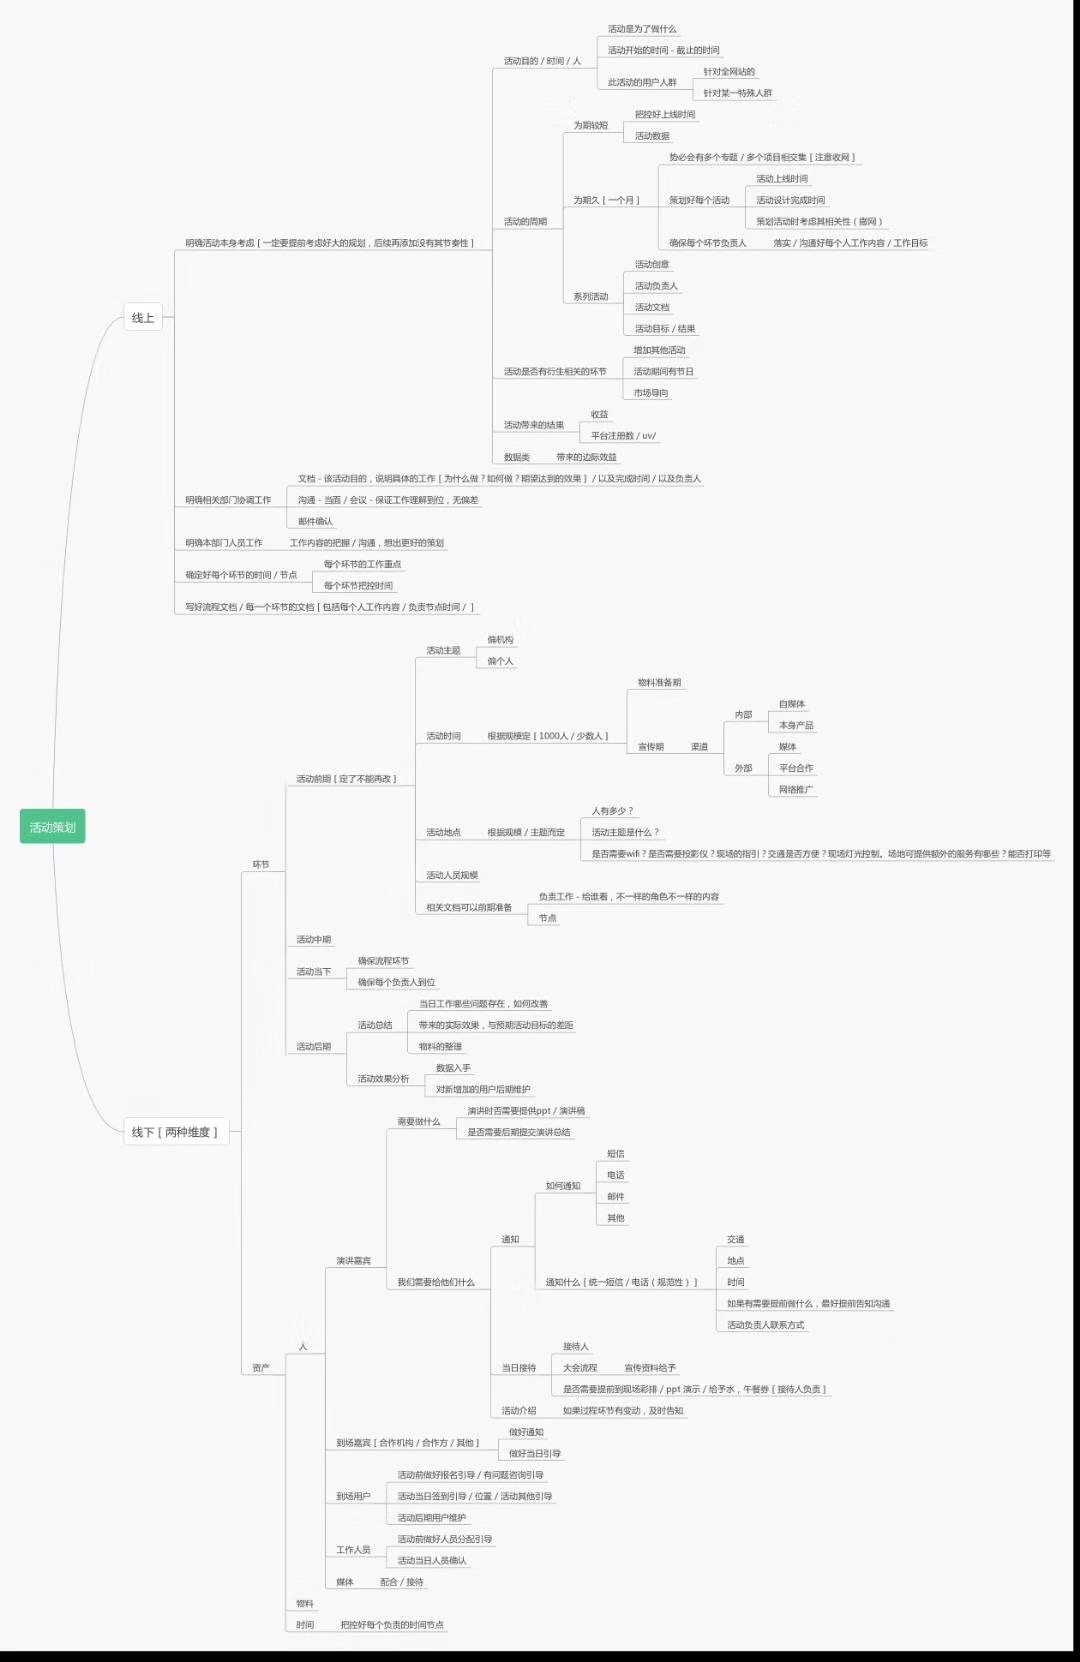 活动策划
线上
明确活动本身考虑 [ 一定要提前考虑好大的规划，后续再添加没有其节奏性 ]
活动目的 / 时间 / 人
活动是为了做什么
活动开始的时间 - 截止的时间
此活动的用户人群
针对全网站的
针对某一特殊人群
活动的周期
为期较短
把控好上线时间
活动数据
为期久 [ 一个月 ]
势必会有多个专题 / 多个项目相交集 [ 注意收网 ]
策划好每个活动
活动上线时间
活动设计完成时间
策划活动时考虑其相关性（撒网）
确保每个环节负责人
落实 / 沟通好每个人工作内容 / 工作目标
系列活动
活动创意
活动负责人
活动文档
活动目标 / 结果
活动是否有衍生相关的环节
增加其他活动
活动期间有节日
市场导向
活动带来的结果
收益
平台注册数 / uv/
数据类
带来的边际效益
明确相关部门协调工作
文档 - 该活动目的，说明具体的工作 [ 为什么做？如何做？期望达到的效果 ] / 以及完成时间 / 以及负责人
沟通 - 当面 / 会议 - 保证工作理解到位，无偏差
邮件确认
明确本部门人员工作
工作内容的把握 / 沟通，想出更好的策划
确定好每个环节的时间 / 节点
每个环节的工作重点
每个环节把控时间
写好流程文档 / 每一个环节的文档 [ 包括每个人工作内容 / 负责节点时间 / ]
线下 [ 两种维度 ]
环节
活动前期 [ 定了不能再改 ]
活动主题
偏机构
偏个人
活动时间
根据规模定 [ 1000人 / 少数人 ]
物料准备期
宣传期
渠道
内部
自媒体
本身产品
外部
媒体
平台合作
网络推广
活动地点
根据规模 / 主题而定
人有多少？
活动主题是什么？
是否需要wifi？是否需要投影仪？现场的指引？交通是否方便？现场灯光控制。场地可提供额外的服务有哪些？能否打印等
活动人员规模
相关文档可以前期准备
负责工作 - 给谁看，不一样的角色不一样的内容
节点
活动中期
活动当下
确保流程环节
确保每个负责人到位
活动后期
活动总结
当日工作哪些问题存在，如何改善
带来的实际效果，与预期活动目标的差距
物料的整理
活动效果分析
数据入手
对新增加的用户后期维护
资产
人
演讲嘉宾
需要做什么
演讲时否需要提供ppt / 演讲稿
是否需要后期提交演讲总结
我们需要给他们什么
通知
如何通知
短信
电话
邮件
其他
通知什么 [ 统一短信 / 电话（规范性） ]
交通
地点
时间
如果有需要提前做什么，最好提前告知沟通
活动负责人联系方式
当日接待
接待人
大会流程
宣传资料给予
是否需要提前到现场彩排 / ppt 演示 / 给予水，午餐券 [ 接待人负责 ]
活动介绍
如果过程环节有变动，及时告知
到场嘉宾 [ 合作机构 / 合作方 / 其他 ]
做好通知
做好当日引导
到场用户
活动前做好报名引导 / 有问题咨询引导
活动当日签到引导 / 位置 / 活动其他引导
活动后期用户维护
工作人员
活动前做好人员分配引导
活动当日人员确认
媒体
配合 / 接待
物料
时间
把控好每个负责的时间节点